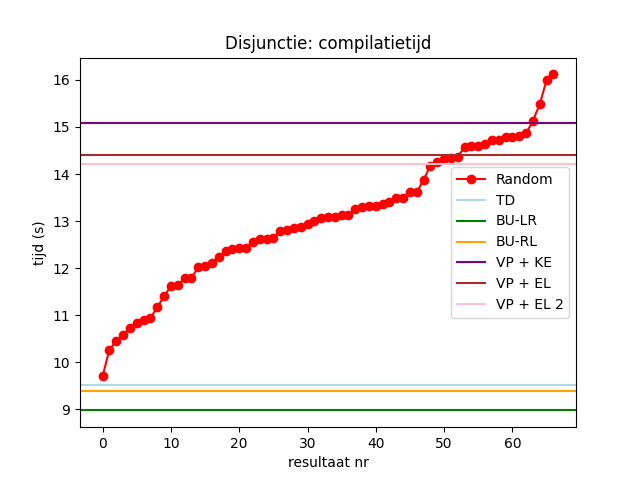 Disjunctie: compilatietijd
tijd (s)
16
15
14
13
12
11
10
9
Random
TD
BU-LR
BU-RL
VP + KE
VP + EL
VP + EL 2
0 10 20 30 40 50 60
resultaat nr